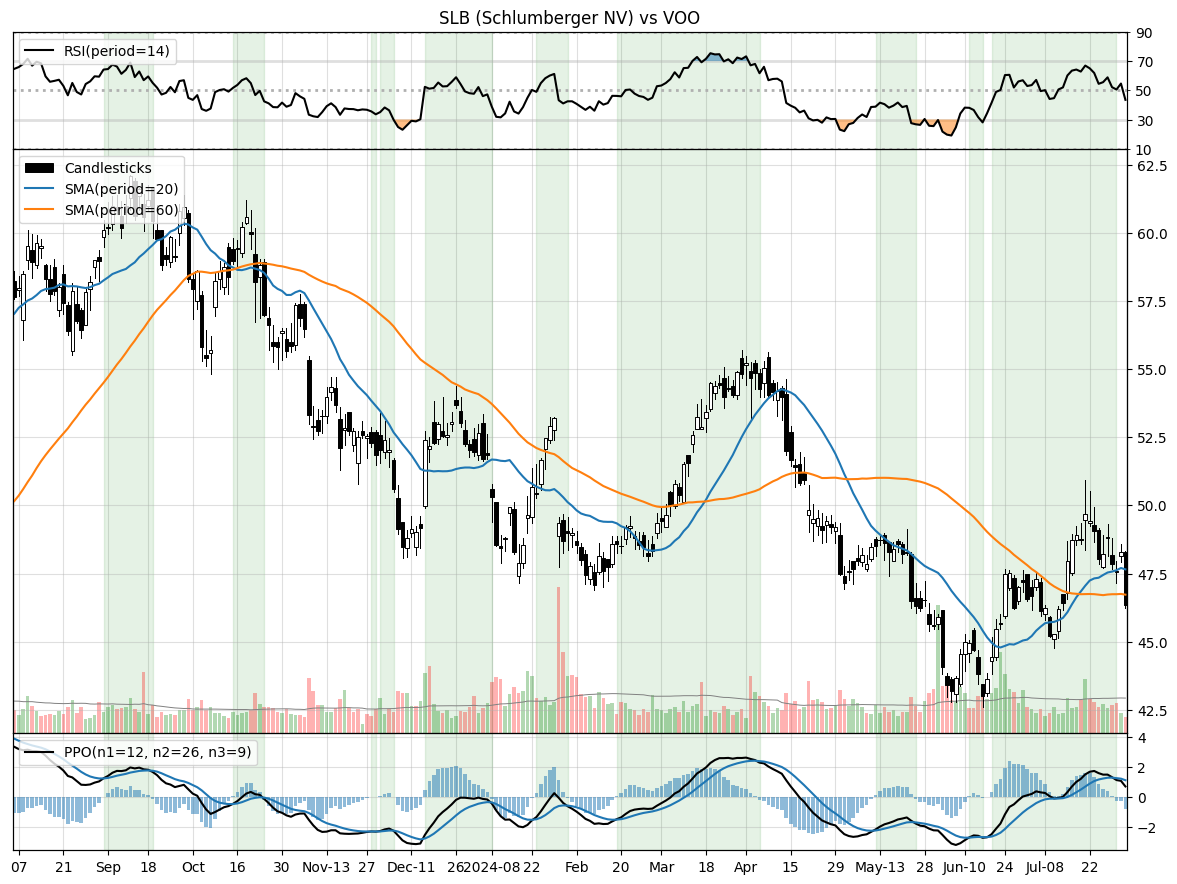 SLB (Schlumberger NV) vs VOO
RSI(period=14)
90
70
50
30
10
Candlesticks
SMA(period=20)
SMA(period=60)
62.5
60.0
57.5
55.0
52.5
50.0
47.5
45.0
42.5
PPO(n1=12, n2=26, n3=9)
4
2
0
−2
07 21 Sep 18 Oct 16 30 Nov-13 27 Dec-11 26 2024-08 22 Feb 20 Mar 18 Apr 15 29 May-13 28 Jun-10 24 Jul-08 22